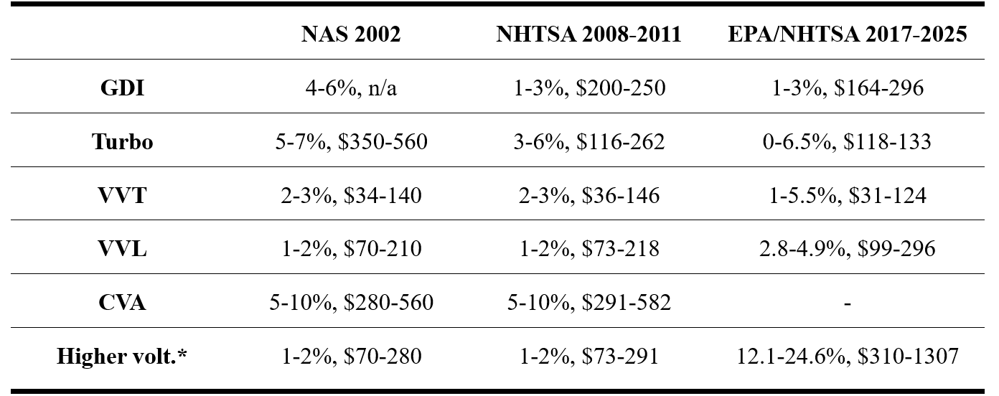 NAS 2002 NHTSA 2008-2011 EPA/NHTSA 2017-2025
GDI 4-6%, n/a 1-3%, $200-250 1-3%, $164-296
Turbo 5-7%, $350-560 3-6%, $116-262 0-6.5%, $118-133
VVT 2-3%, $34-140 2-3%, $36-146 1-5.5%, $31-124
VVL 1-2%, $70-210 1-2%, $73-218 2.8-4.9%, $99-296
CVA 5-10%, $280-560 5-10%, $291-582 -
Higher volt.* 1-2%, $70-280 1-2%, $73-291 12.1-24.6%, $310-1307